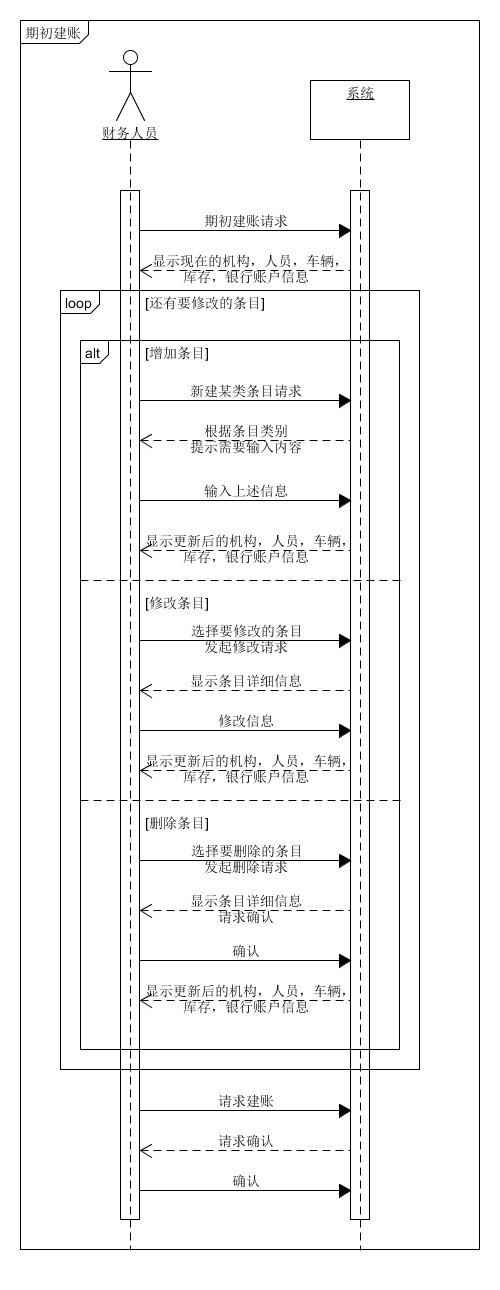 期初建账
系统
财务人员
期初建账请求
显示现在的机构，人员，车辆，
库存，银行账户信息
loop
[还有要修改的条目]
alt
[增加条目]
新建某类条目请求
根据条目类别
提示需要输入内容
输入上述信息
显示更新后的机构，人员，车辆，
库存，银行账户信息
[修改条目]
选择要修改的条目
发起修改请求
显示条目详细信息
修改信息
显示更新后的机构，人员，车辆，
库存，银行账户信息
[删除条目]
选择要删除的条目
发起删除请求
显示条目详细信息
请求确认
确认
显示更新后的机构，人员，车辆，
库存，银行账户信息
请求建账
请求确认
确认